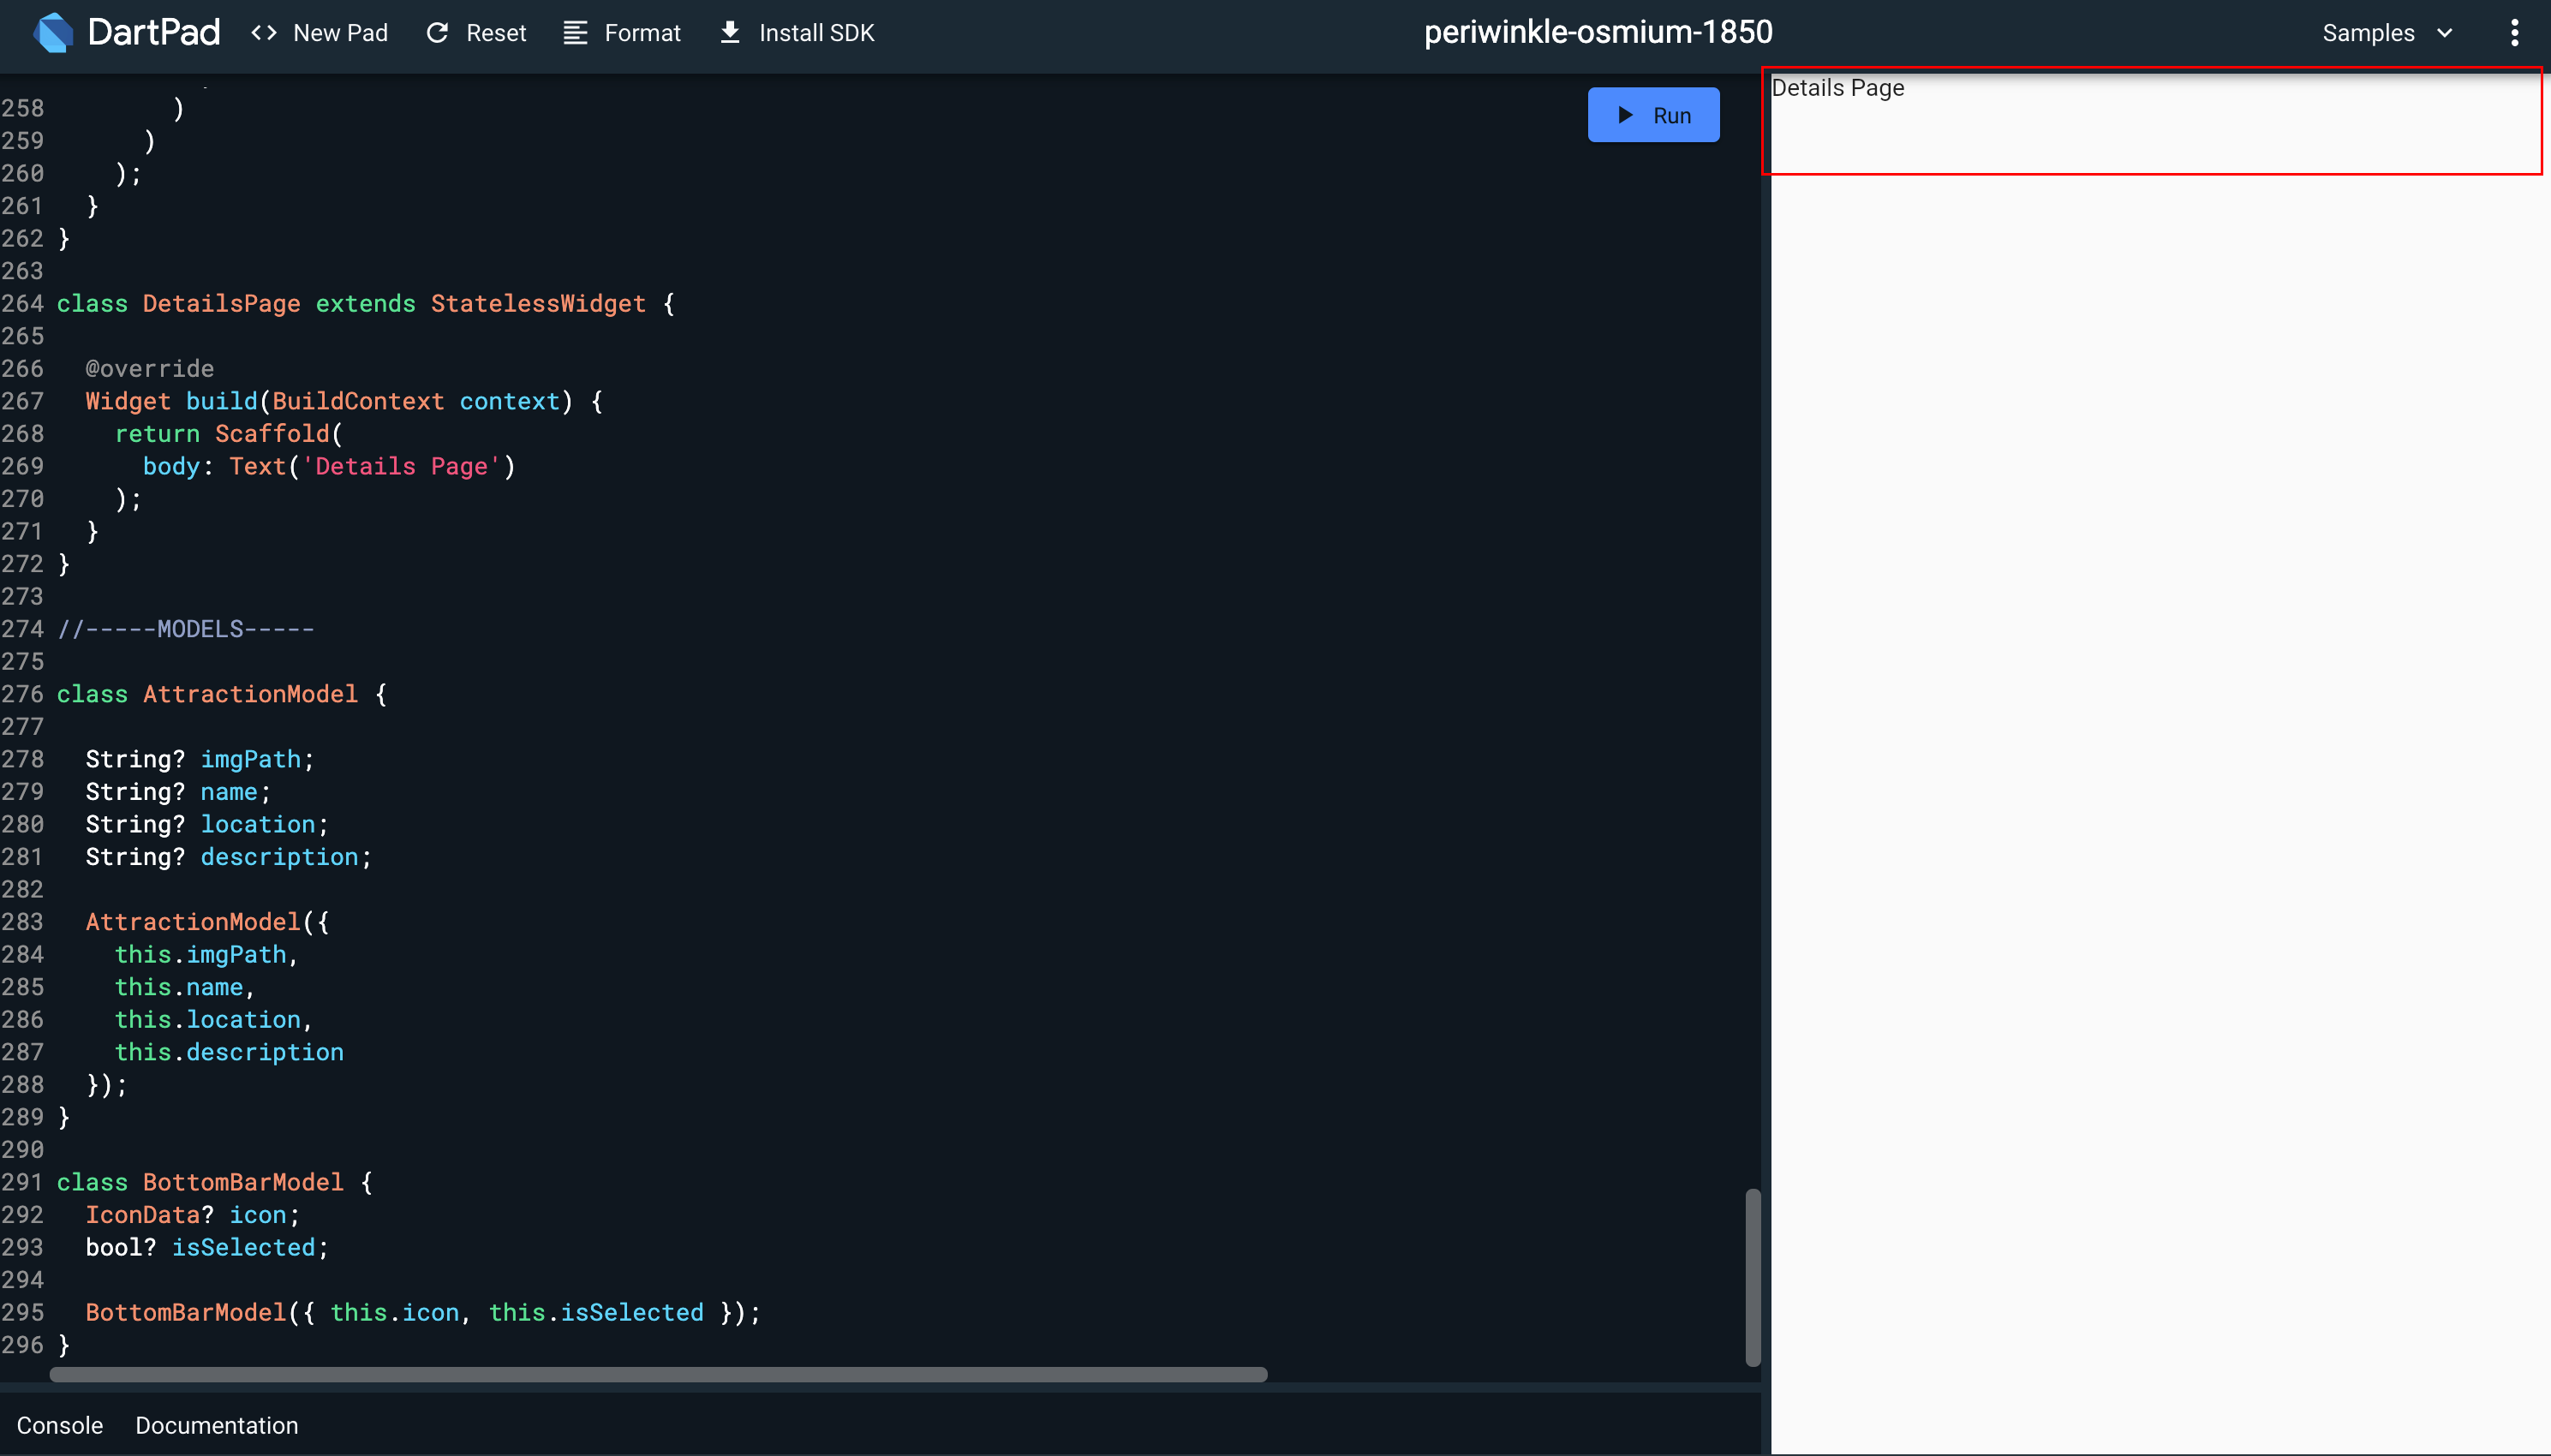 DartPad <> New Pad Reset Format Install SDK periwinkle-osmium-1850 Samples
258 )
259 )
260 );
261 }
262 }
263
264 class DetailsPage extends StatelessWidget {
265
266 @override
267 Widget build(BuildContext context) {
268 return Scaffold(
269 body: Text('Details Page')
270 );
271 }
272 }
273
274 //-----MODELS-----
275
276 class AttractionModel {
277
278 String? imgPath;
279 String? name;
280 String? location;
281 String? description;
282
283 AttractionModel({
284 this.imgPath,
285 this.name,
286 this.location,
287 this.description
288 });
289 }
290
291 class BottomBarModel {
292 IconData? icon;
293 bool? isSelected;
294
295 BottomBarModel({ this.icon, this.isSelected });
296 }
Run
Details Page
Console Documentation